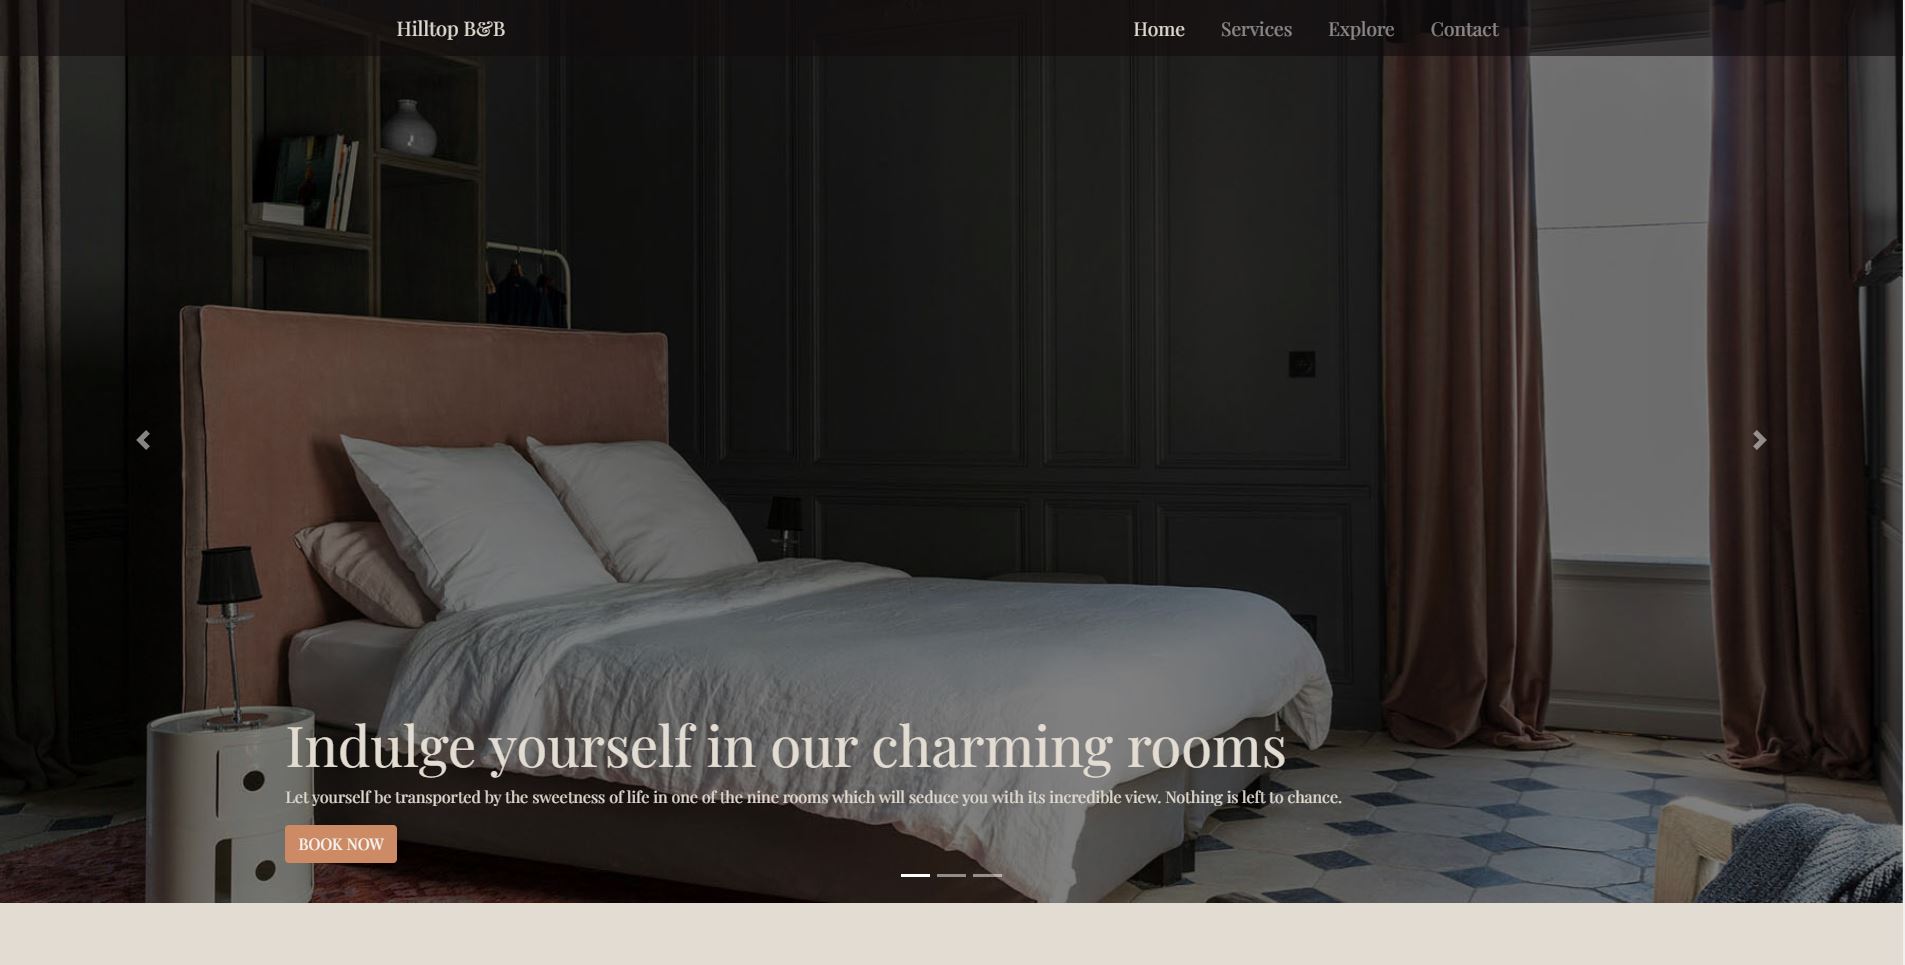 Hilltop B&B
Home Services Explore Contact
Indulge yourself in our charming rooms
Let yourself be transported by the sweetness of life in one of the nine rooms which will seduce you with its incredible view. Nothing is left to chance.
BOOK NOW